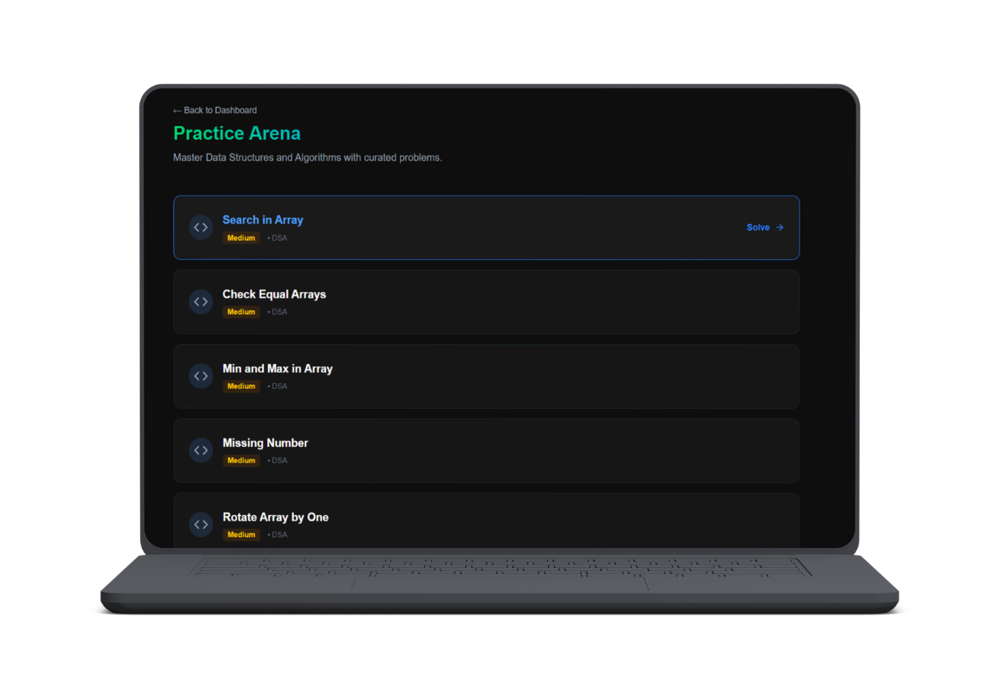 ← Back to Dashboard
Practice Arena
Master Data Structures and Algorithms with curated problems.
Search in Array
Medium • DSA
Solve →
Check Equal Arrays
Medium • DSA
Min and Max in Array
Medium • DSA
Missing Number
Medium • DSA
Rotate Array by One
Medium • DSA